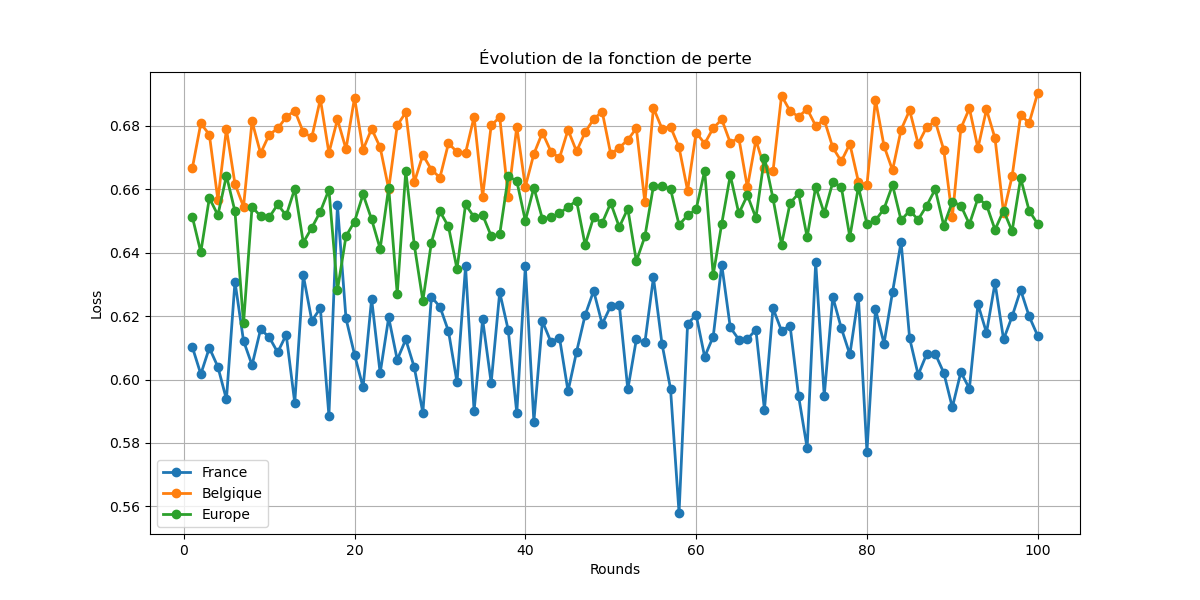 Évolution de la fonction de perte
Loss
0.68
0.66
0.64
0.62
0.60
0.58
0.56
France
Belgique
Europe
0 20 40 60 80 100
Rounds